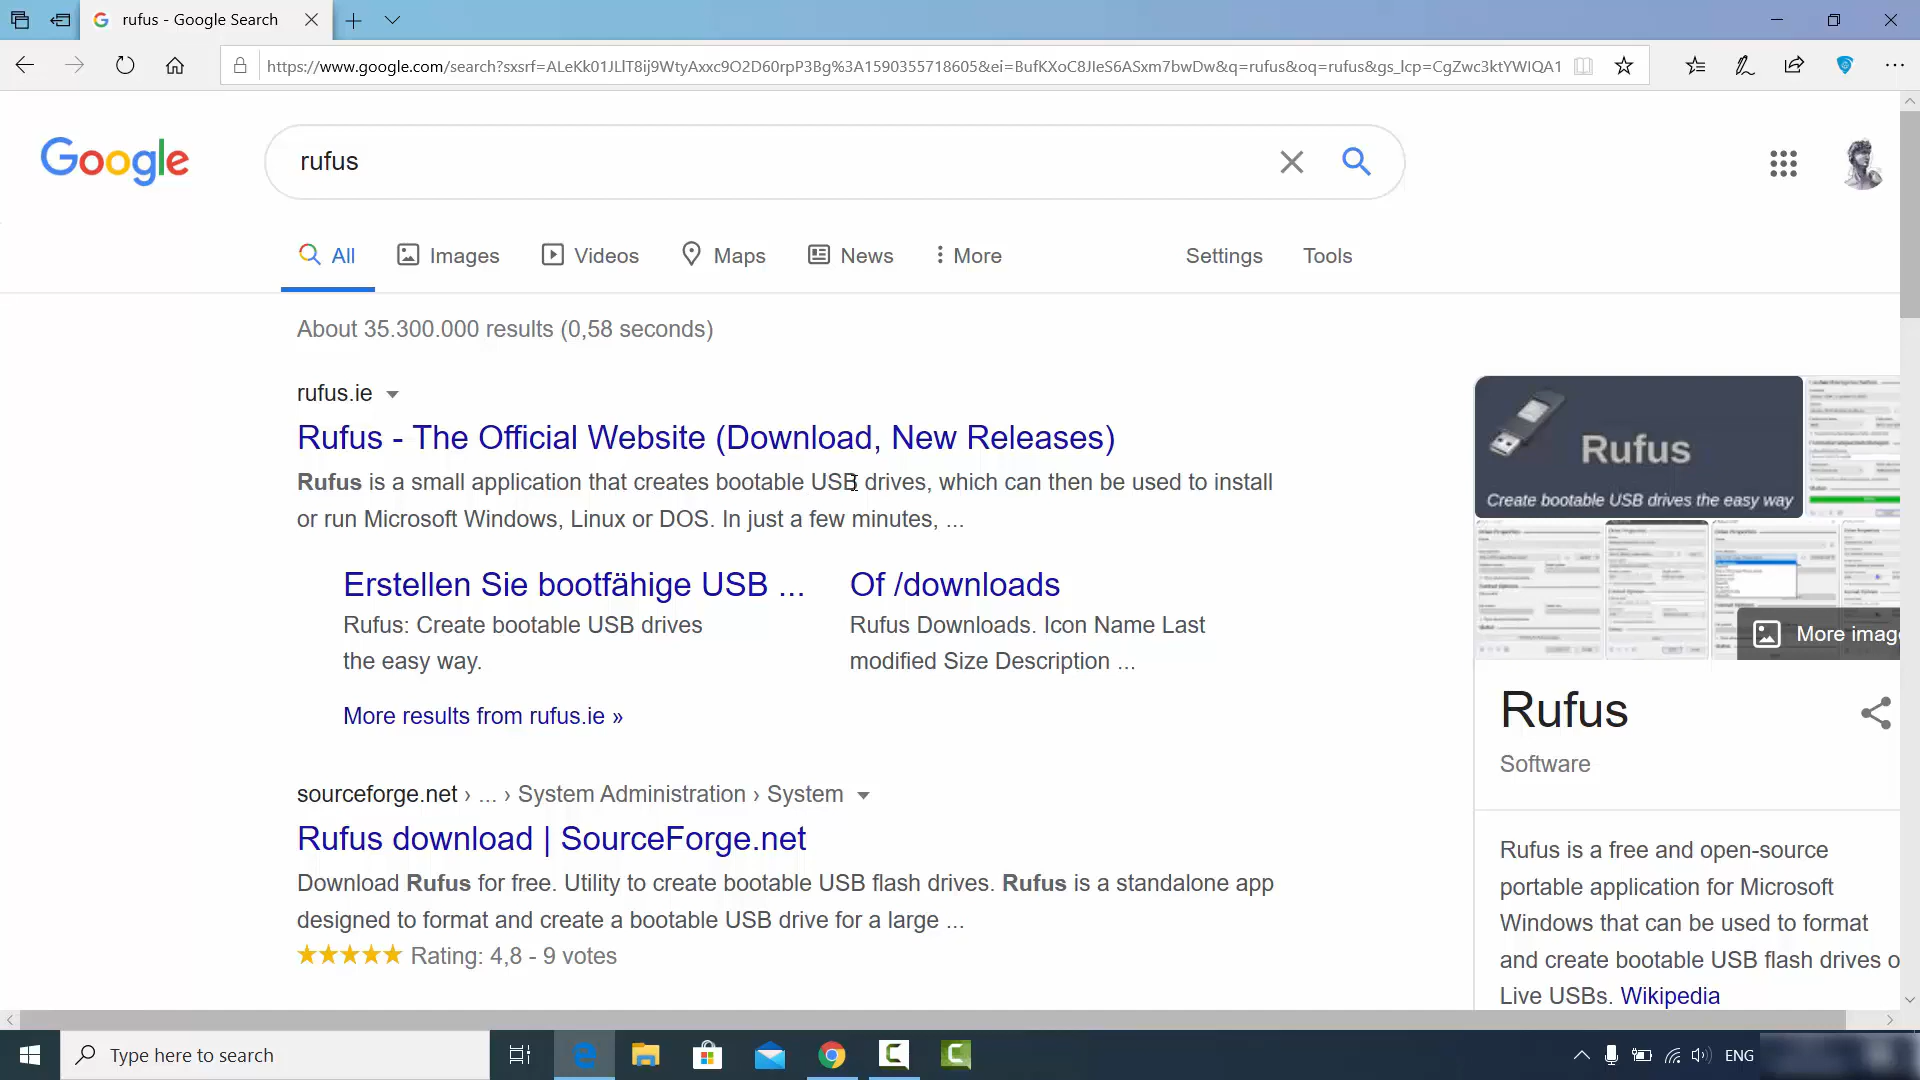 rufus - Google Search
https://www.google.com/search?sxsrf=ALeKk01JLlT8ij9WtyAxxc9O2D60rpP3Bg%3A1590355718605&ei=BufKXoC8JIeS6ASxm7bwDw&q=rufus&oq=rufus&gs_lcp=CgZwc3ktYWIQA1
Google
rufus
All Images Videos Maps News More Settings Tools
About 35.300.000 results (0,58 seconds)
rufus.ie
Rufus - The Official Website (Download, New Releases)
Rufus is a small application that creates bootable USB drives, which can then be used to install
or run Microsoft Windows, Linux or DOS. In just a few minutes, ...
Erstellen Sie bootfähige USB ...
Rufus: Create bootable USB drives
the easy way.
Of /downloads
Rufus Downloads. Icon Name Last
modified Size Description ...
More results from rufus.ie »
sourceforge.net › ... › System Administration › System
Rufus download | SourceForge.net
Download Rufus for free. Utility to create bootable USB flash drives. Rufus is a standalone app
designed to format and create a bootable USB drive for a large ...
Rating: 4,8 - 9 votes
Rufus
Create bootable USB drives the easy way
More imag
Rufus
Software
Rufus is a free and open-source
portable application for Microsoft
Windows that can be used to format
and create bootable USB flash drives o
Live USBs. Wikipedia
Type here to search
ENG